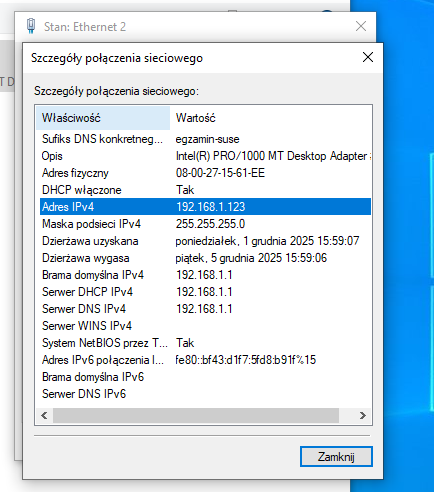 Stan: Ethernet 2
Szczegóły połączenia sieciowego
Szczegóły połączenia sieciowego:
Właściwość Wartość
Sufiks DNS konkretneg... egzamin-suse
Opis Intel(R) PRO/1000 MT Desktop Adapter
Adres fizyczny 08-00-27-15-61-EE
DHCP włączone Tak
Adres IPv4 192.168.1.123
Maska podsieci IPv4 255.255.255.0
Dzierżawa uzyskana poniedziałek, 1 grudnia 2025 15:59:07
Dzierżawa wygasa piątek, 5 grudnia 2025 15:59:06
Brama domyślna IPv4 192.168.1.1
Serwer DHCP IPv4 192.168.1.1
Serwer DNS IPv4 192.168.1.1
Serwer WINS IPv4
System NetBIOS przez T... Tak
Adres IPv6 połączenia l... fe80::bf43:d1f7:5fd8:b91f%15
Brama domyślna IPv6
Serwer DNS IPv6
Zamknij